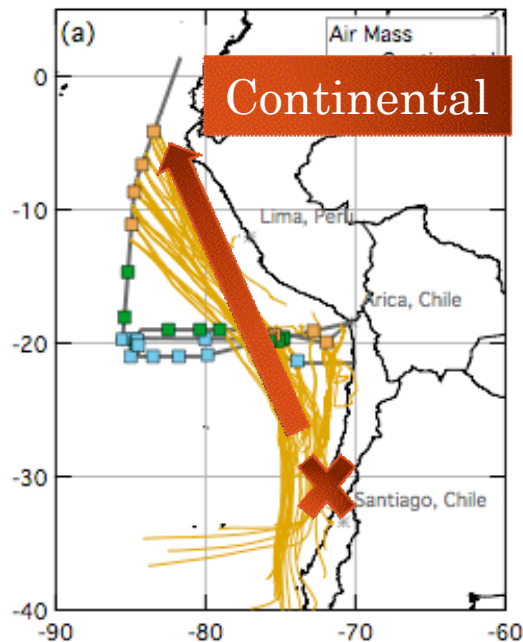 (a)
Air Mass
Continental
0
-10
-20
-30
-40
Lima, Peru
Arica, Chile
Santiago, Chile
-90
-80
-70
-60